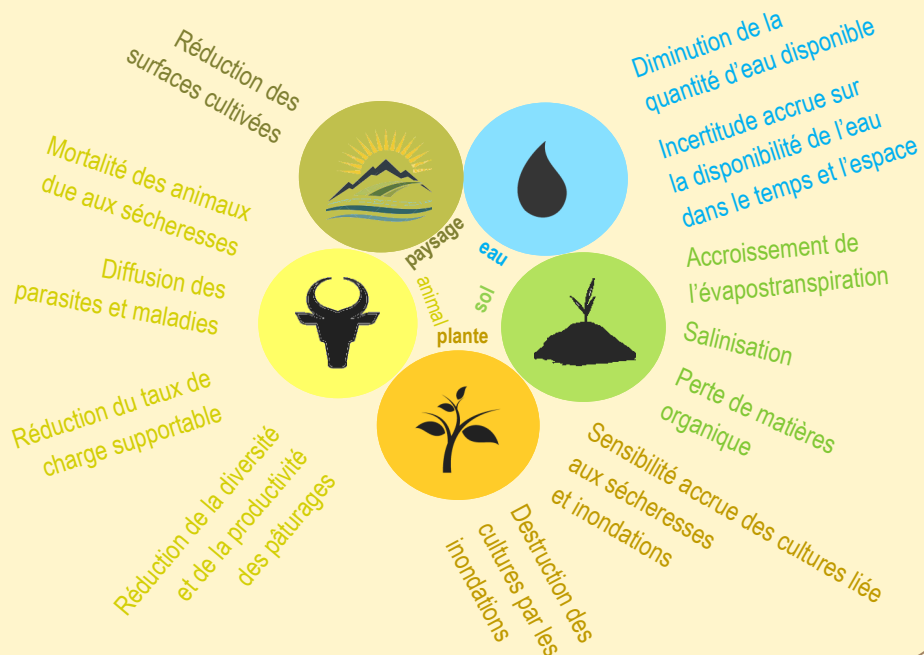 Réduction des
surfaces cultivées
Diminution de la
quantité d'eau disponible
Incertitude accrue sur
la disponibilité de l'eau
dans le temps et l'espace
Mortalité des animaux
due aux sécheresses
Diffusion des
parasites et maladies
Réduction du taux de
charge supportable
Réduction de la diversité
et de la productivité
des pâturages
paysage
eau
animal
sol
plante
Accroissement de
l'évapostranspiration
Salinisation
Perte de matières
organique
Sensibilité accrue des cultures liée
aux sécheresses
et inondations
Destruction des
cultures par les
inondations